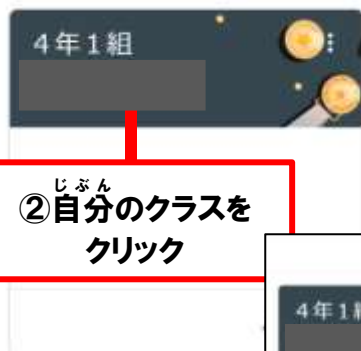 4年1組
じぶん
②自分のクラスを
クリック
4年1組